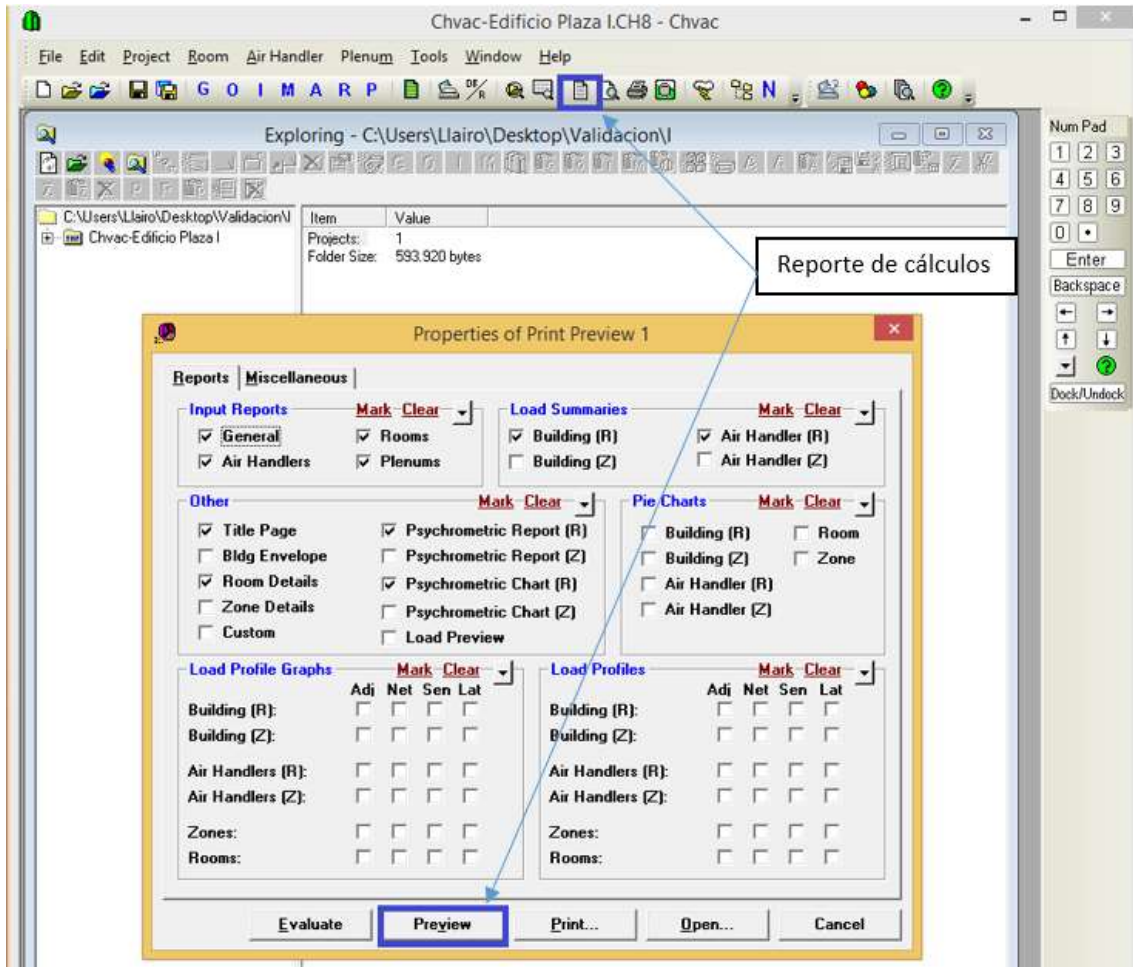 Chvac-Edificio Plaza I.CH8 - Chvac
File Edit Project Room Air Handler Plenum Tools Window Help
G O I M A R P N
Exploring - C:\Users\Llairo\Desktop\Validacion\I
C:\Users\Llairo\Desktop\Validacion\I
Chvac-Edificio Plaza I
Item Value
Projects: 1
Folder Size: 593.920 bytes
Reporte de cálculos
Num Pad
1 2 3
4 5 6
7 8 9
0 •
Enter
Backspace
Dock/Undock
Properties of Print Preview 1
Reports Miscellaneous
Input Reports Mark Clear
General Rooms
Air Handlers Plenums
Load Summaries Mark Clear
Building (R) Air Handler (R)
Building (Z) Air Handler (Z)
Other Mark Clear
Title Page Psychrometric Report (R)
Bldg Envelope Psychrometric Report (Z)
Room Details Psychrometric Chart (R)
Zone Details Psychrometric Chart (Z)
Custom Load Preview
Pie Charts Mark Clear
Building (R) Room
Building (Z) Zone
Air Handler (R)
Air Handler (Z)
Load Profile Graphs Mark Clear
Adj Net Sen Lat
Building (R):
Building (Z):
Air Handlers (R):
Air Handlers (Z):
Zones:
Rooms:
Load Profiles Mark Clear
Adj Net Sen Lat
Building (R):
Building (Z):
Air Handlers (R):
Air Handlers (Z):
Zones:
Rooms:
Evaluate Preview Print... Open... Cancel